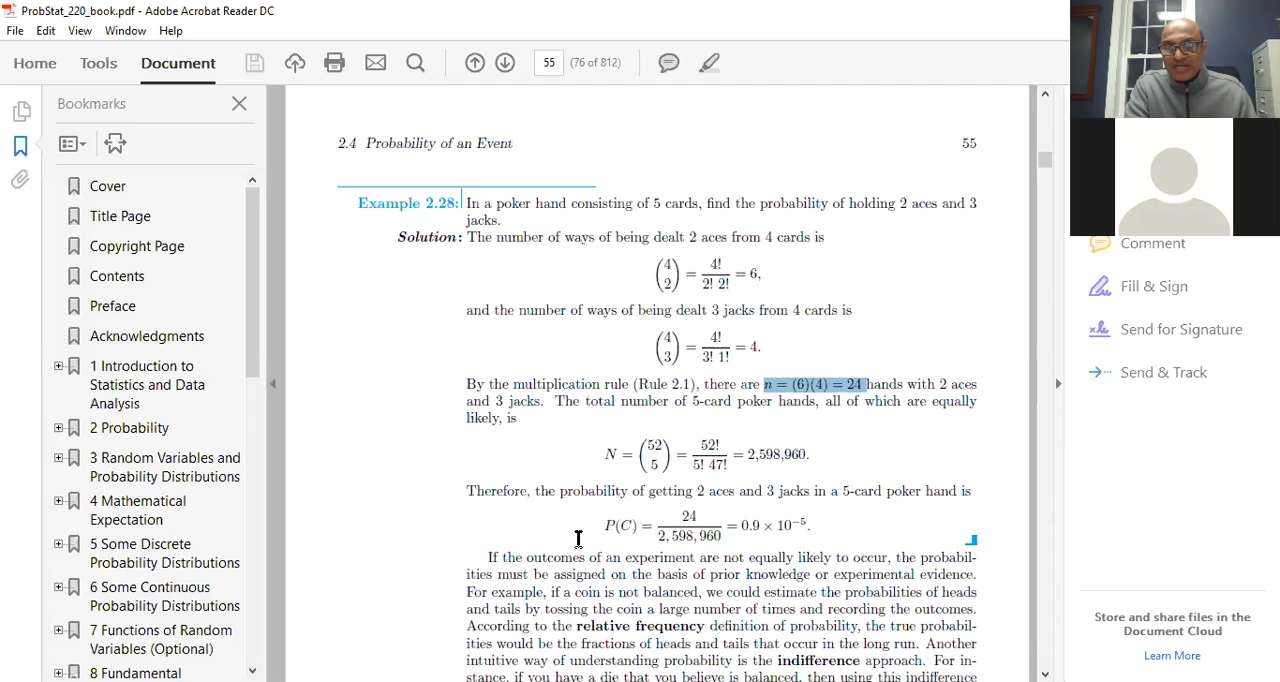 ProbStat_220_book.pdf - Adobe Acrobat Reader DC
File Edit View Window Help
Home Tools Document 55 (76 of 812)
Bookmarks
Cover
Title Page
Copyright Page
Contents
Preface
Acknowledgments
1 Introduction to
Statistics and Data
Analysis
2 Probability
3 Random Variables and
Probability Distributions
4 Mathematical
Expectation
5 Some Discrete
Probability Distributions
6 Some Continuous
Probability Distributions
7 Functions of Random
Variables (Optional)
8 Fundamental
2.4 Probability of an Event 55
Example 2.28: In a poker hand consisting of 5 cards, find the probability of holding 2 aces and 3
jacks.
Solution: The number of ways of being dealt 2 aces from 4 cards is
(4 2) = 4!/(2! 2!) = 6,
and the number of ways of being dealt 3 jacks from 4 cards is
(4 3) = 4!/(3! 1!) = 4.
By the multiplication rule (Rule 2.1), there are n = (6)(4) = 24 hands with 2 aces
and 3 jacks. The total number of 5-card poker hands, all of which are equally
likely, is
N = (52 5) = 52!/(5! 47!) = 2,598,960.
Therefore, the probability of getting 2 aces and 3 jacks in a 5-card poker hand is
P(C) = 24/2,598,960 = 0.9 × 10⁻⁵.
If the outcomes of an experiment are not equally likely to occur, the probabil-
ities must be assigned on the basis of prior knowledge or experimental evidence.
For example, if a coin is not balanced, we could estimate the probabilities of heads
and tails by tossing the coin a large number of times and recording the outcomes.
According to the relative frequency definition of probability, the true probabil-
ities would be the fractions of heads and tails that occur in the long run. Another
intuitive way of understanding probability is the indifference approach. For in-
stance, if you have a die that you believe is balanced, then using this indifference
Comment
Fill & Sign
Send for Signature
Send & Track
Store and share files in the
Document Cloud
Learn More